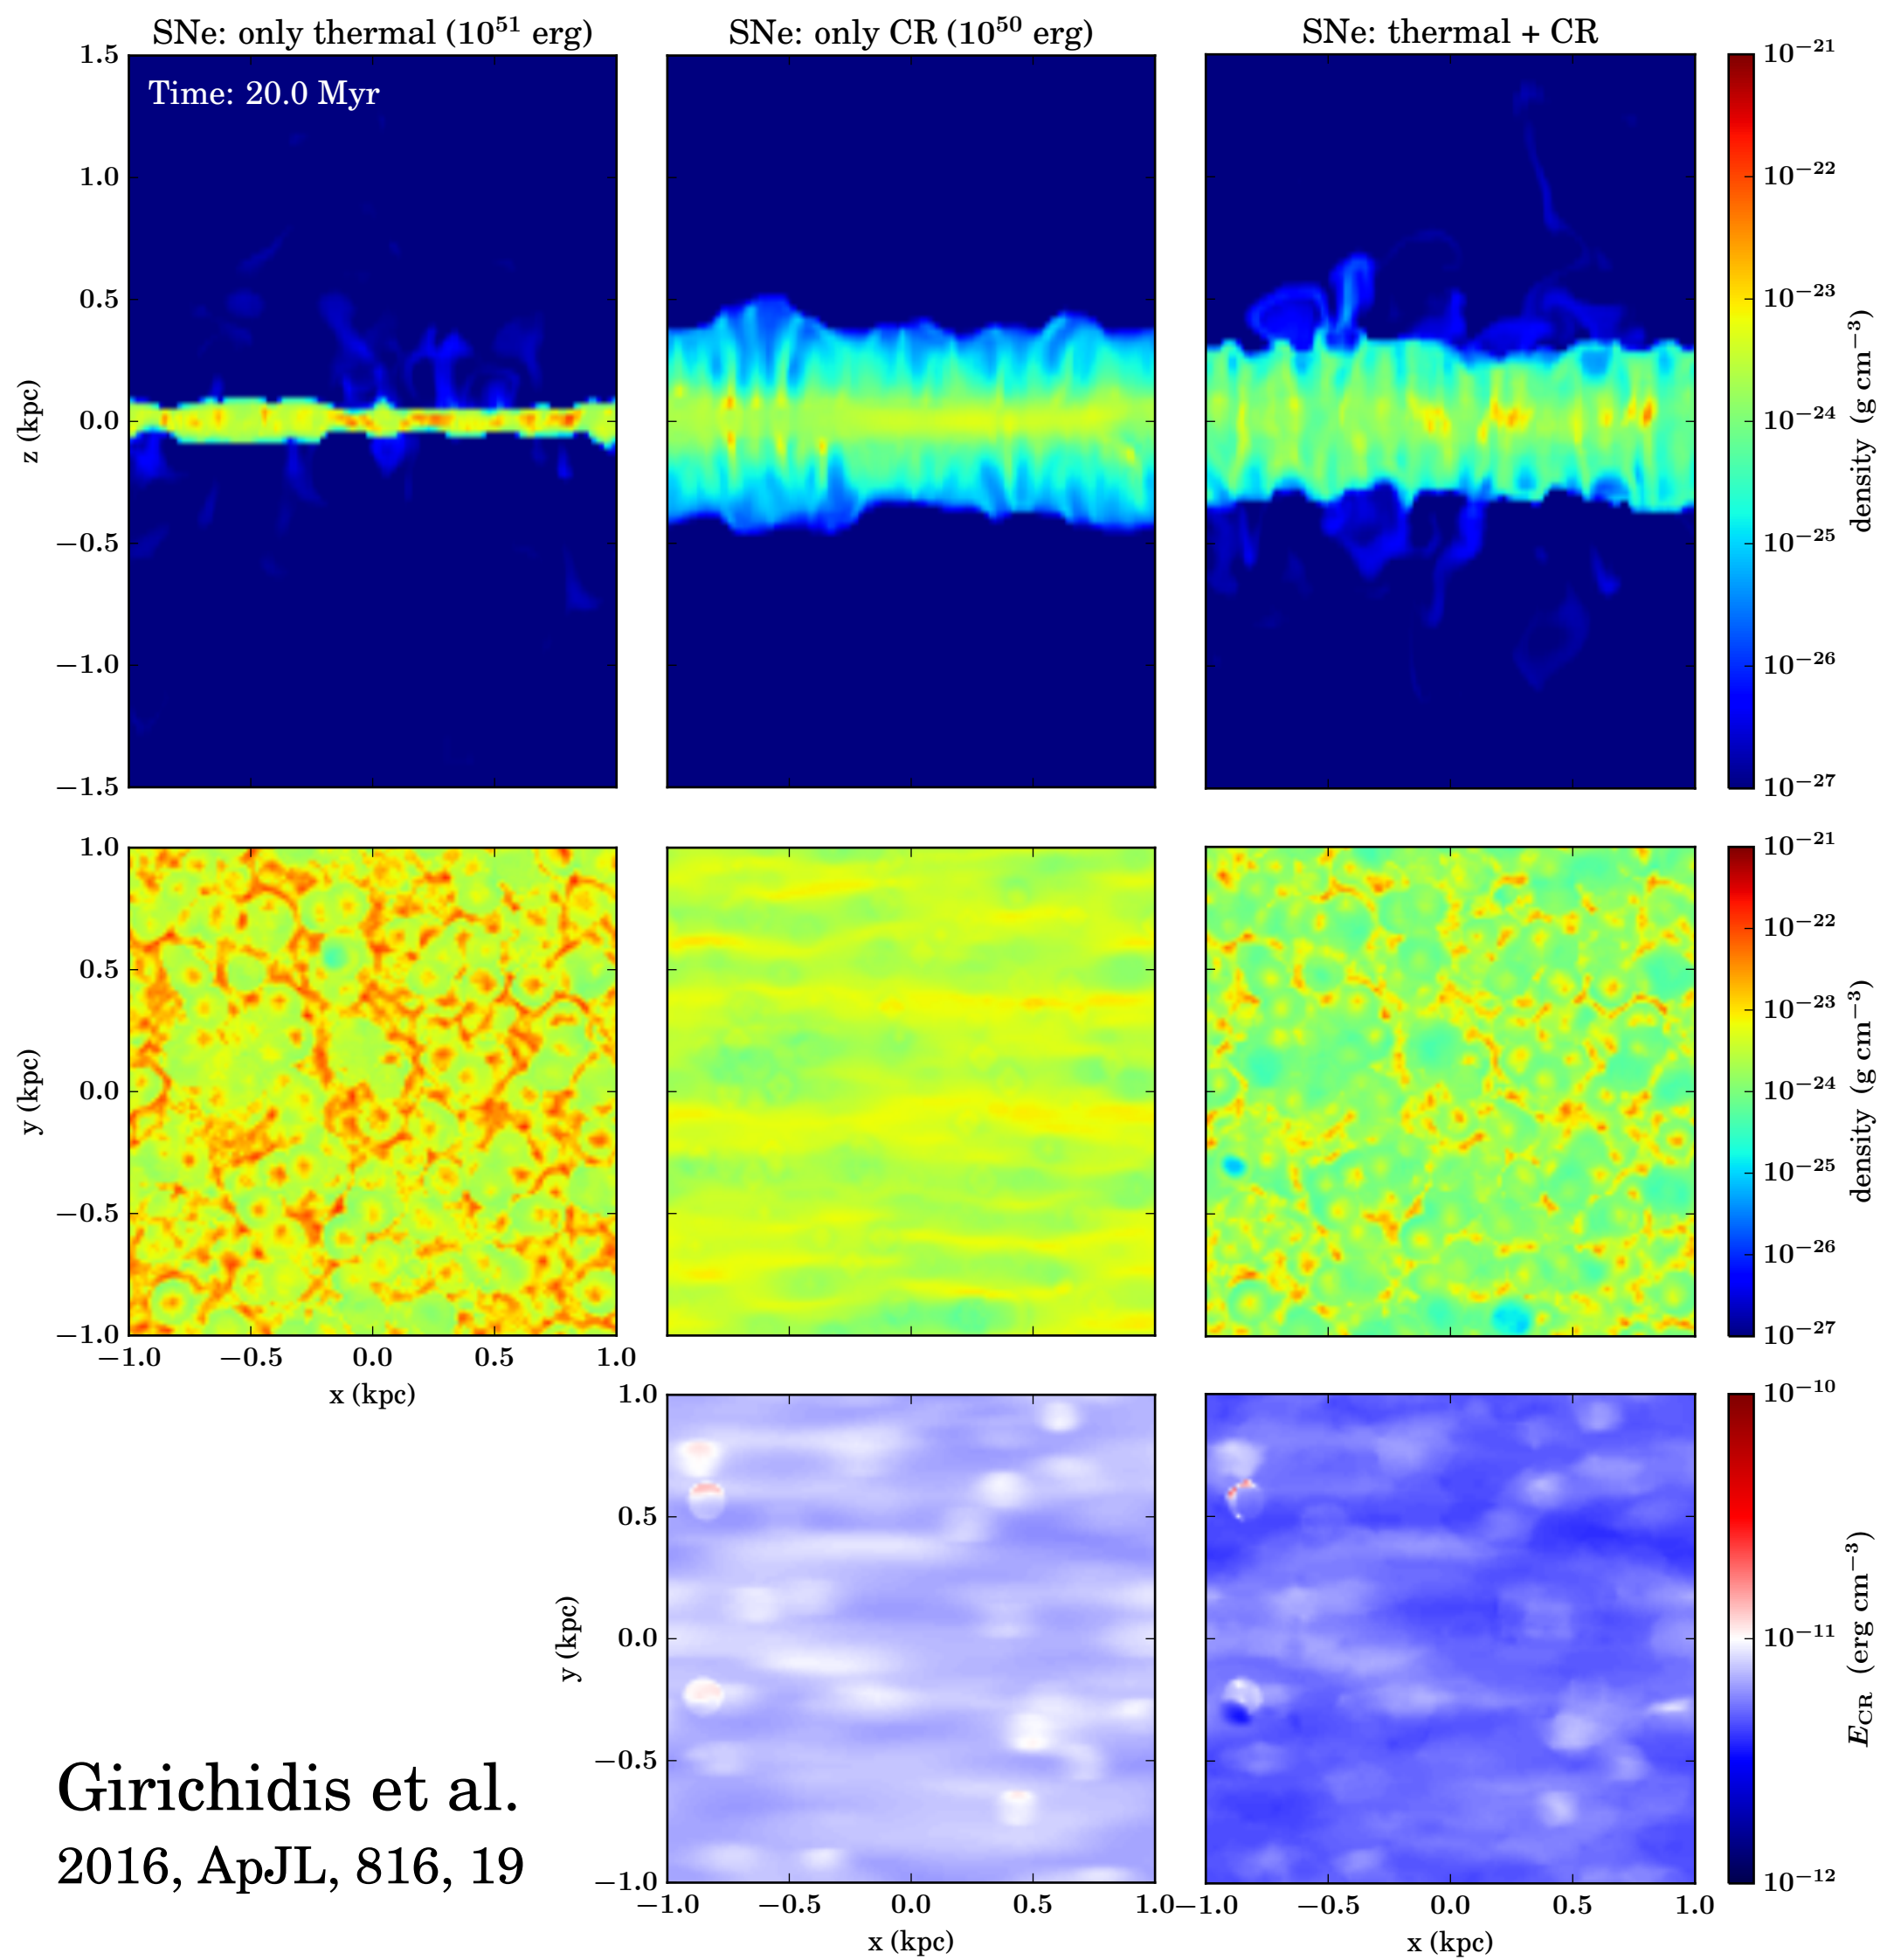 SNe: only thermal (10⁵¹ erg)
SNe: only CR (10⁵⁰ erg)
SNe: thermal + CR
Time: 20.0 Myr
1.5
1.0
0.5
0.0
−0.5
−1.0
−1.5
z (kpc)
10⁻²¹
10⁻²²
10⁻²³
10⁻²⁴
10⁻²⁵
10⁻²⁶
10⁻²⁷
density (g cm⁻³)
1.0
0.5
0.0
−0.5
−1.0
y (kpc)
−1.0 −0.5 0.0 0.5 1.0
x (kpc)
10⁻²¹
10⁻²²
10⁻²³
10⁻²⁴
10⁻²⁵
10⁻²⁶
10⁻²⁷
density (g cm⁻³)
1.0
0.5
0.0
−0.5
−1.0
y (kpc)
−1.0 −0.5 0.0 0.5 1.0
x (kpc)
−1.0 −0.5 0.0 0.5 1.0
x (kpc)
10⁻¹⁰
10⁻¹¹
10⁻¹²
E_CR (erg cm⁻³)
Girichidis et al.
2016, ApJL, 816, 19